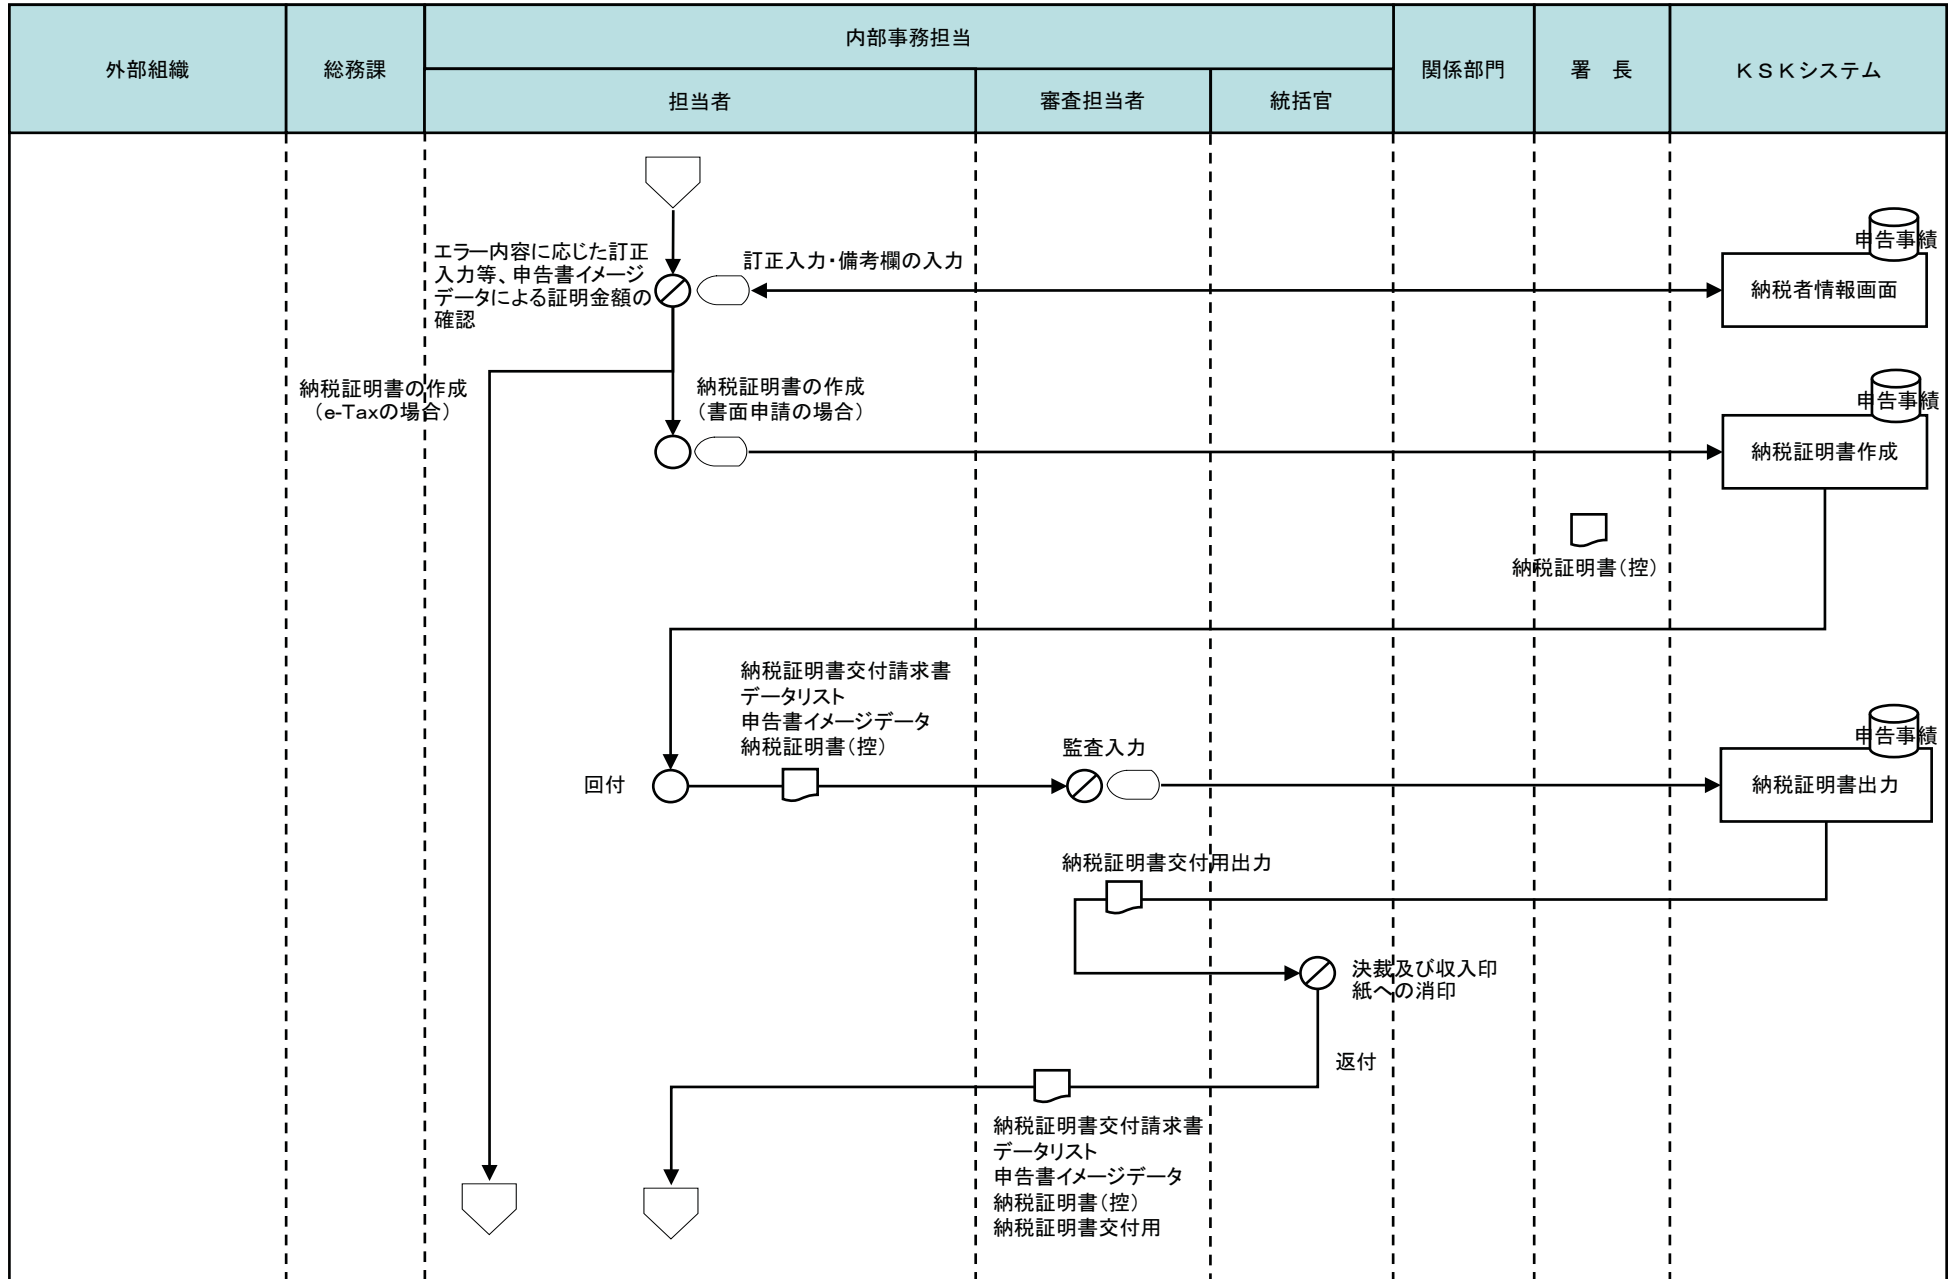 外部組織
総務課
内部事務担当
担当者
審査担当者
統括官
関係部門
署　長
ＫＳＫシステム
エラー内容に応じた訂正
入力等、申告書イメージ
データによる証明金額の
確認
訂正入力・備考欄の入力
申告事績
納税者情報画面
納税証明書の作成
（e-Taxの場合）
納税証明書の作成
（書面申請の場合）
申告事績
納税証明書作成
納税証明書（控）
納税証明書交付請求書
データリスト
申告書イメージデータ
納税証明書（控）
回付
監査入力
申告事績
納税証明書出力
納税証明書交付用出力
決裁及び収入印
紙への消印
返付
納税証明書交付請求書
データリスト
申告書イメージデータ
納税証明書（控）
納税証明書交付用